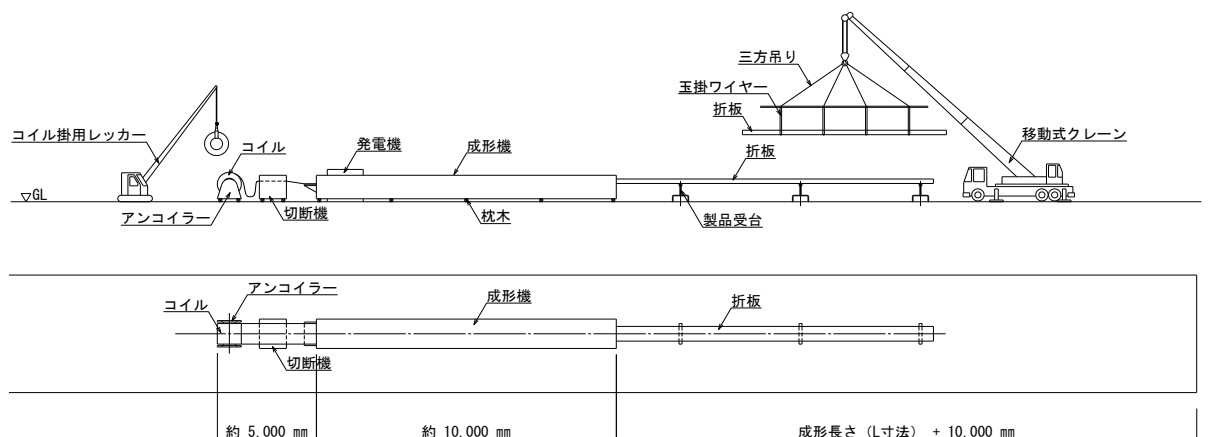 三方吊り
玉掛ワイヤー
折板
コイル掛用レッカー
コイル
発電機
成形機
折板
移動式クレーン
▽GL
アンコイラー
切断機
枕木
製品受台
アンコイラー
コイル
成形機
折板
切断機
約 5,000 mm
約 10,000 mm
成形長さ (L寸法) + 10,000 mm